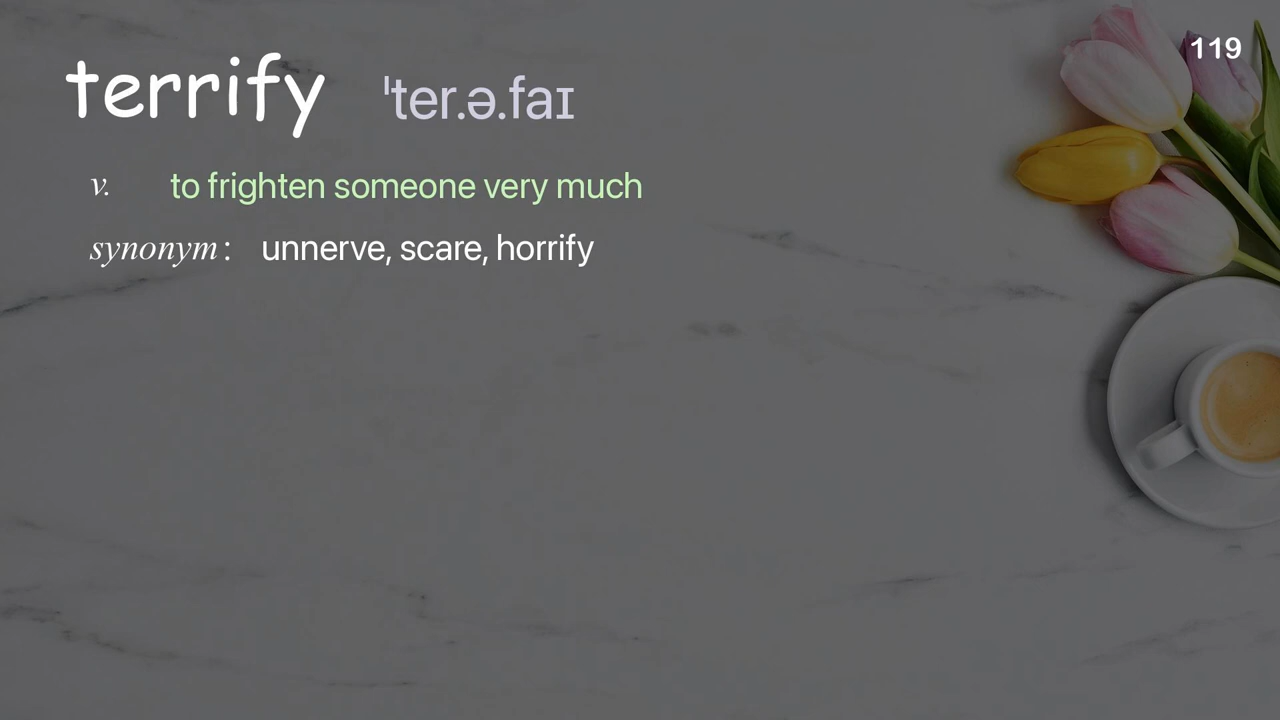 119
terrify ˈter.ə.faɪ
v. to frighten someone very much
synonym: unnerve, scare, horrify